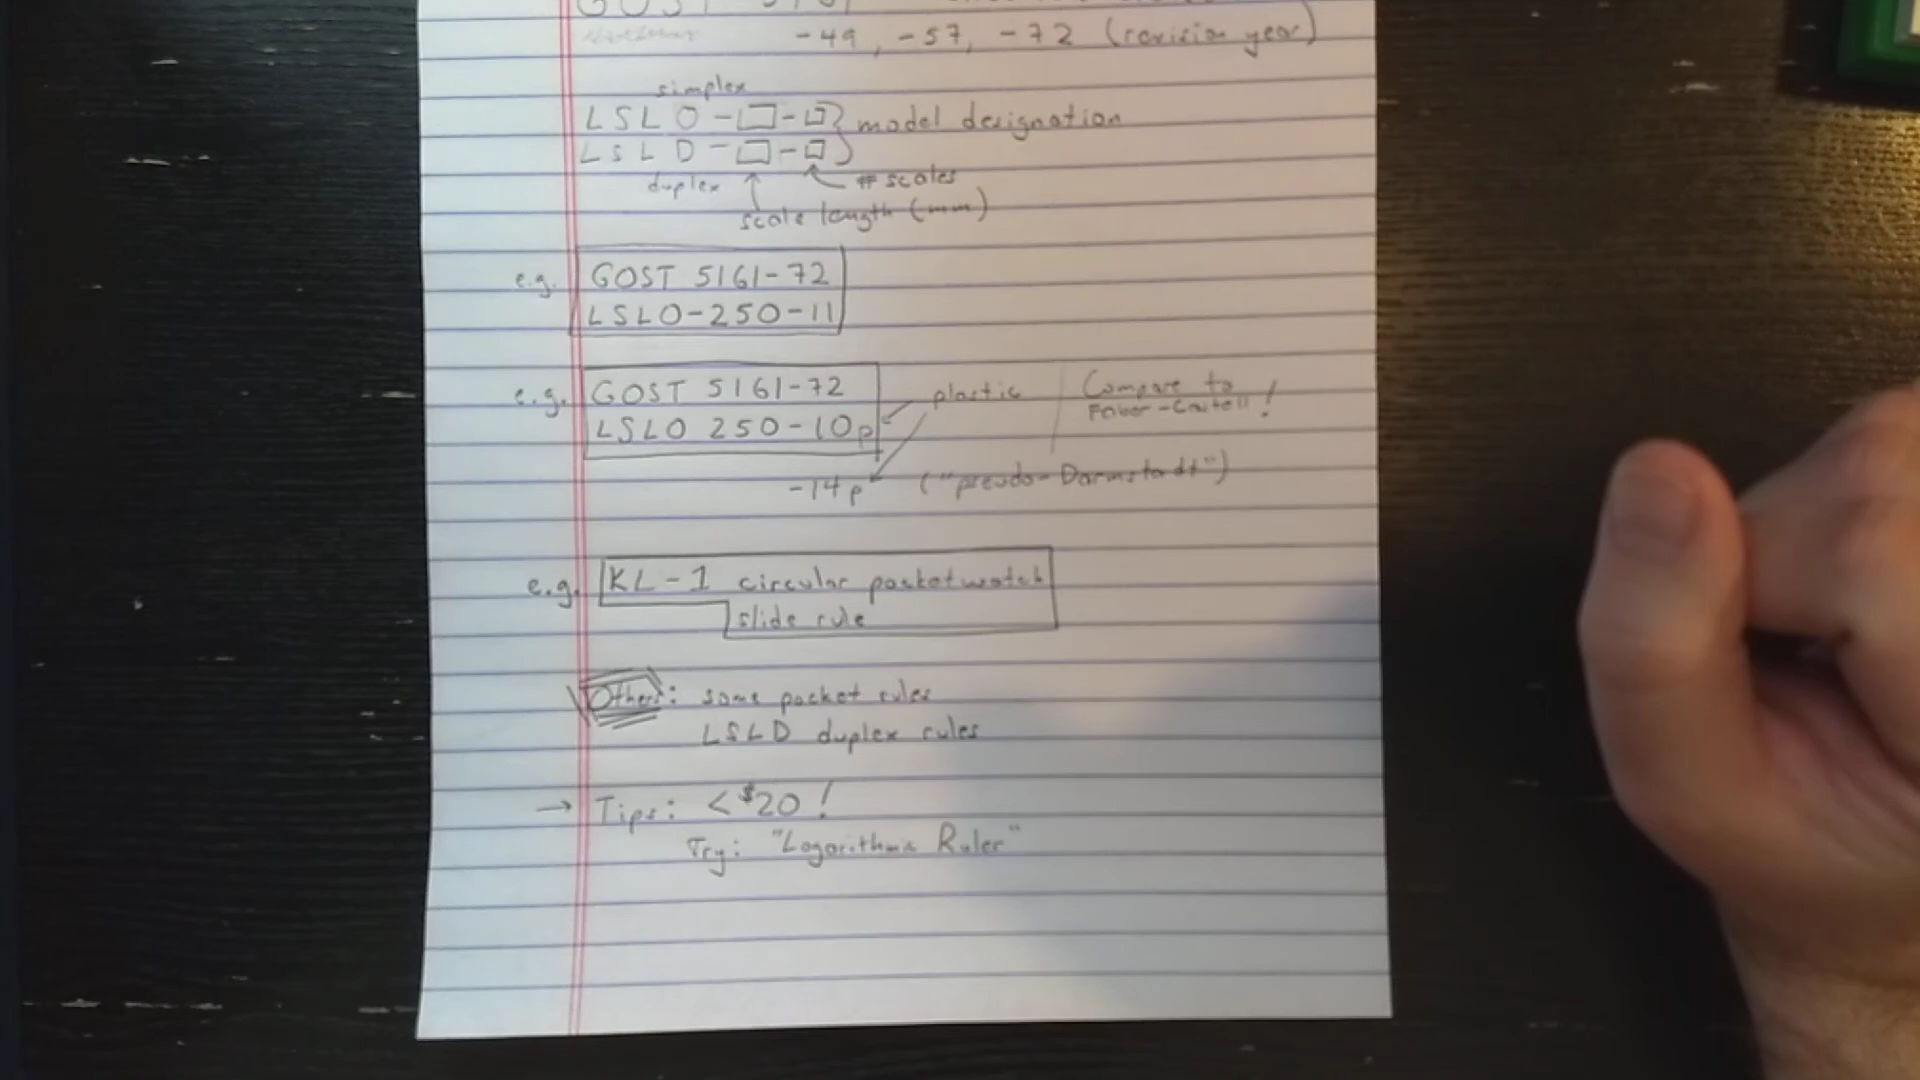 GOST 5161
-49, -57, -72 (revision year)
simplex
LSLO-□-□} model designation
LSLD-□-□
duplex # scales
scale length (mm)
e.g. GOST 5161-72
LSLO-250-11
e.g. GOST 5161-72 plastic Compare to
LSLO 250-10p Faber-Castell!
-14p ("pseudo-Darmstadt")
e.g. KL-1 circular pocketwatch
slide rule
Others: some pocket rules
LSLD duplex rules
→ Tips: <$20!
Try: "Logarithmic Ruler"